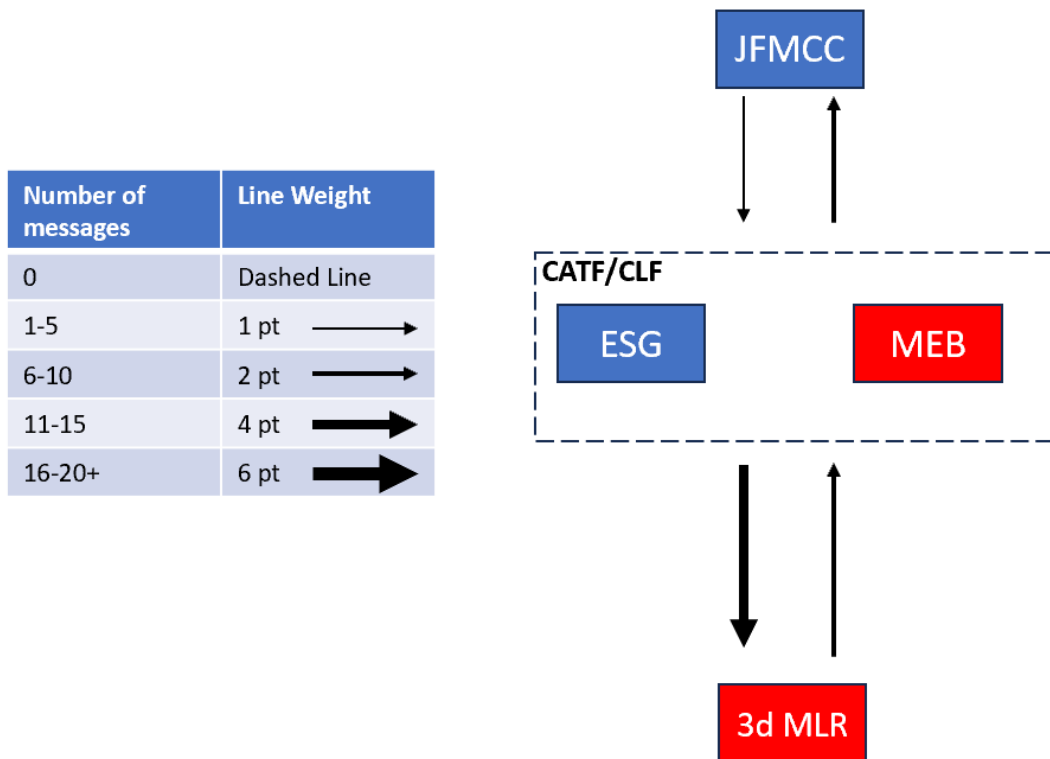 JFMCC
Number of messages
Line Weight
0
Dashed Line
1-5
1 pt
6-10
2 pt
11-15
4 pt
16-20+
6 pt
CATF/CLF
ESG
MEB
3d MLR